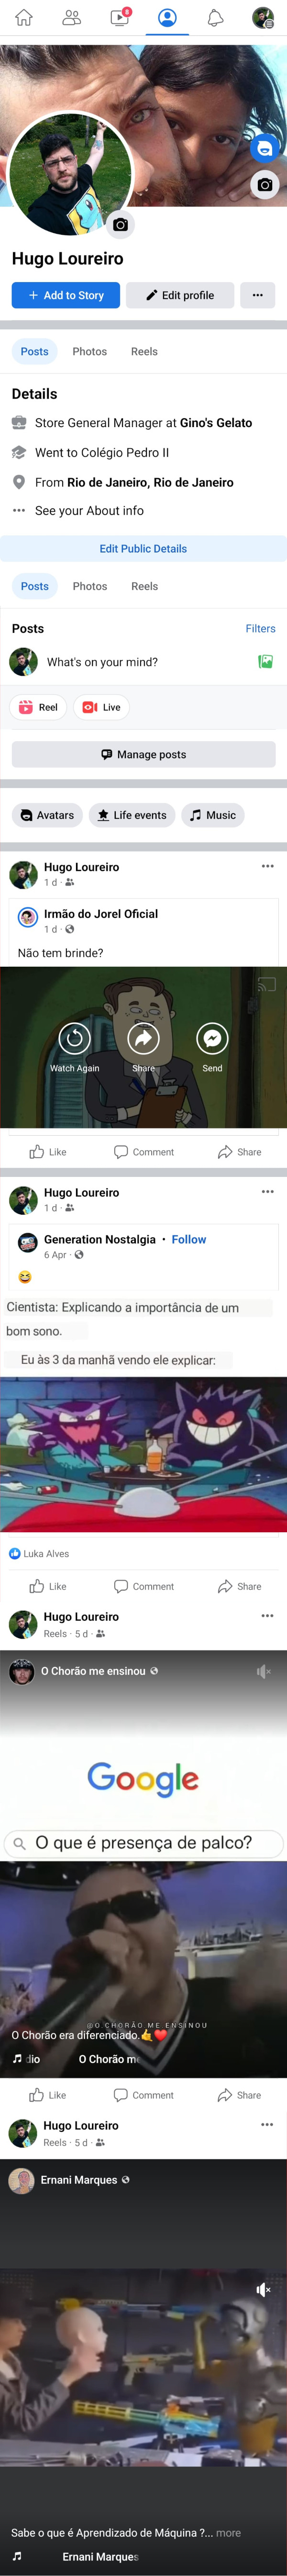 8
Hugo Loureiro
+ Add to Story
Edit profile
Posts Photos Reels
Details
Store General Manager at Gino's Gelato
Went to Colégio Pedro II
From Rio de Janeiro, Rio de Janeiro
See your About info
Edit Public Details
Posts Photos Reels
Posts Filters
What's on your mind?
Reel Live
Manage posts
Avatars Life events Music
Hugo Loureiro
1 d ·
Irmão do Jorel Oficial
1 d ·
Não tem brinde?
Watch Again Share Send
Like Comment Share
Hugo Loureiro
1 d ·
Generation Nostalgia · Follow
6 Apr ·
😆
Cientista: Explicando a importância de um
bom sono.
Eu às 3 da manhã vendo ele explicar:
Luka Alves
Like Comment Share
Hugo Loureiro
Reels · 5 d ·
O Chorão me ensinou
Google
O que é presença de palco?
@O.CHORÃO ME ENSINOU
O Chorão era diferenciado.🤙❤️
dio O Chorão m
Like Comment Share
Hugo Loureiro
Reels · 5 d ·
Ernani Marques
Sabe o que é Aprendizado de Máquina ?... more
Ernani Marques